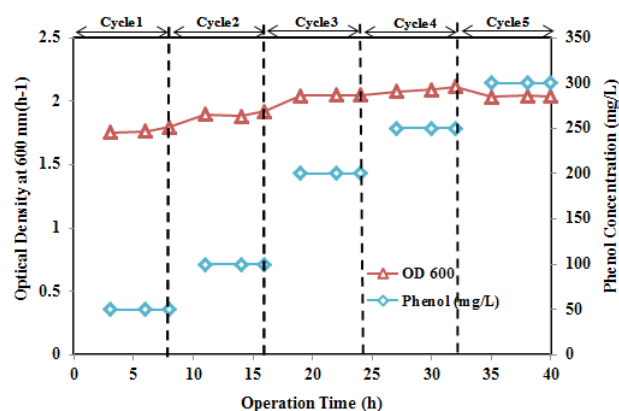 Cycle1 Cycle2 Cycle3 Cycle4 Cycle5
2.5
2
1.5
1
0.5
0
Optical Density at 600 nm(h-1)
350
300
250
200
150
100
50
0
Phenol Concentration (mg/L)
OD 600
Phenol (mg/L)
0 5 10 15 20 25 30 35 40
Operation Time (h)